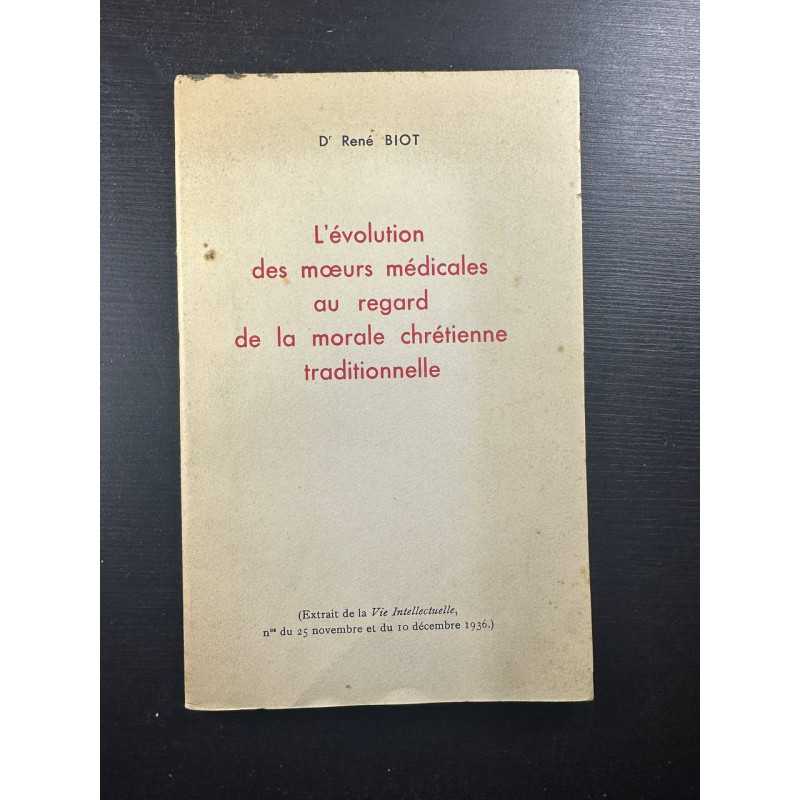 Dʳ René BIOT
L'évolution
des mœurs médicales
au regard
de la morale chrétienne
traditionnelle
(Extrait de la Vie Intellectuelle,
nᵒˢ du 25 novembre et du 10 décembre 1936.)